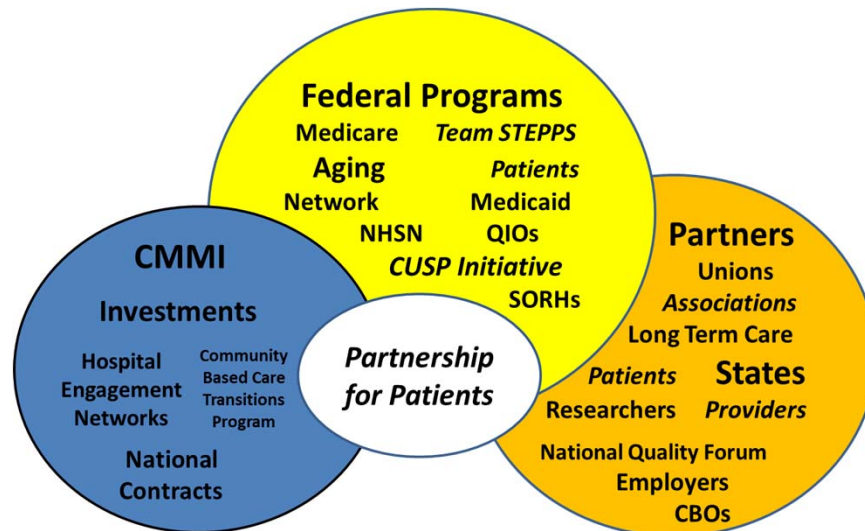 Federal Programs
Medicare Team STEPPS
Aging Patients
Network Medicaid
NHSN QIOs
CUSP Initiative
SORHs
CMMI
Investments
Hospital
Engagement
Networks
Community
Based Care
Transitions
Program
National
Contracts
Partnership
for Patients
Partners
Unions
Associations
Long Term Care
Patients States
Researchers Providers
National Quality Forum
Employers
CBOs